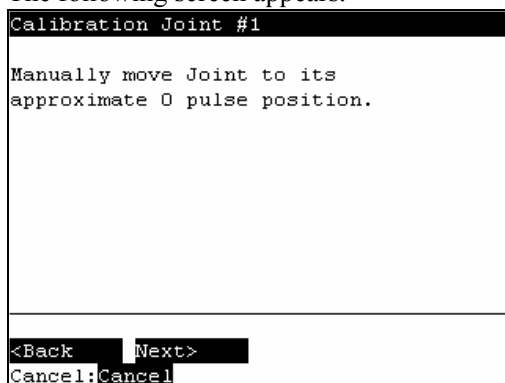 The following screen appears.
Calibration Joint #1
Manually move Joint to its
approximate 0 pulse position.
<Back Next>
Cancel:Cancel